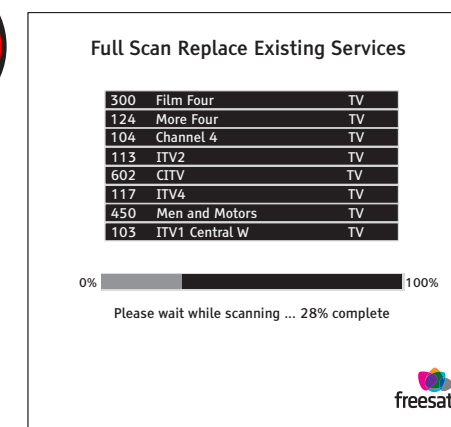 Full Scan Replace Existing Services
300 Film Four TV
124 More Four TV
104 Channel 4 TV
113 ITV2 TV
602 CITV TV
117 ITV4 TV
450 Men and Motors TV
103 ITV1 Central W TV
0% 100%
Please wait while scanning ... 28% complete
freesat